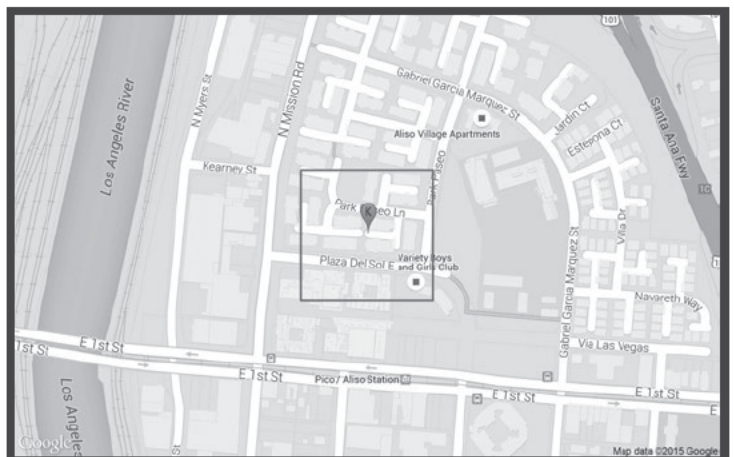 101
Gabriel Garcia Marquez St
N Myers St
N Mission Rd
Los Angeles River
Jardin Ct
Santa Ana Fwy
Aliso Village Apartments
Estepona Ct
Kearney St
Park Paseo
Park Paseo Ln
K
Villa Dr
Plaza Del Sol E
Variety Boys
and Girls Club
Gabriel Garcia Marquez St
Navareth Way
Via Las Vegas
E 1st St
1st St
E 1st St
E 1st St
E
Pico / Aliso Station
Los Angeles
St
Google
Map data ©2015 Google